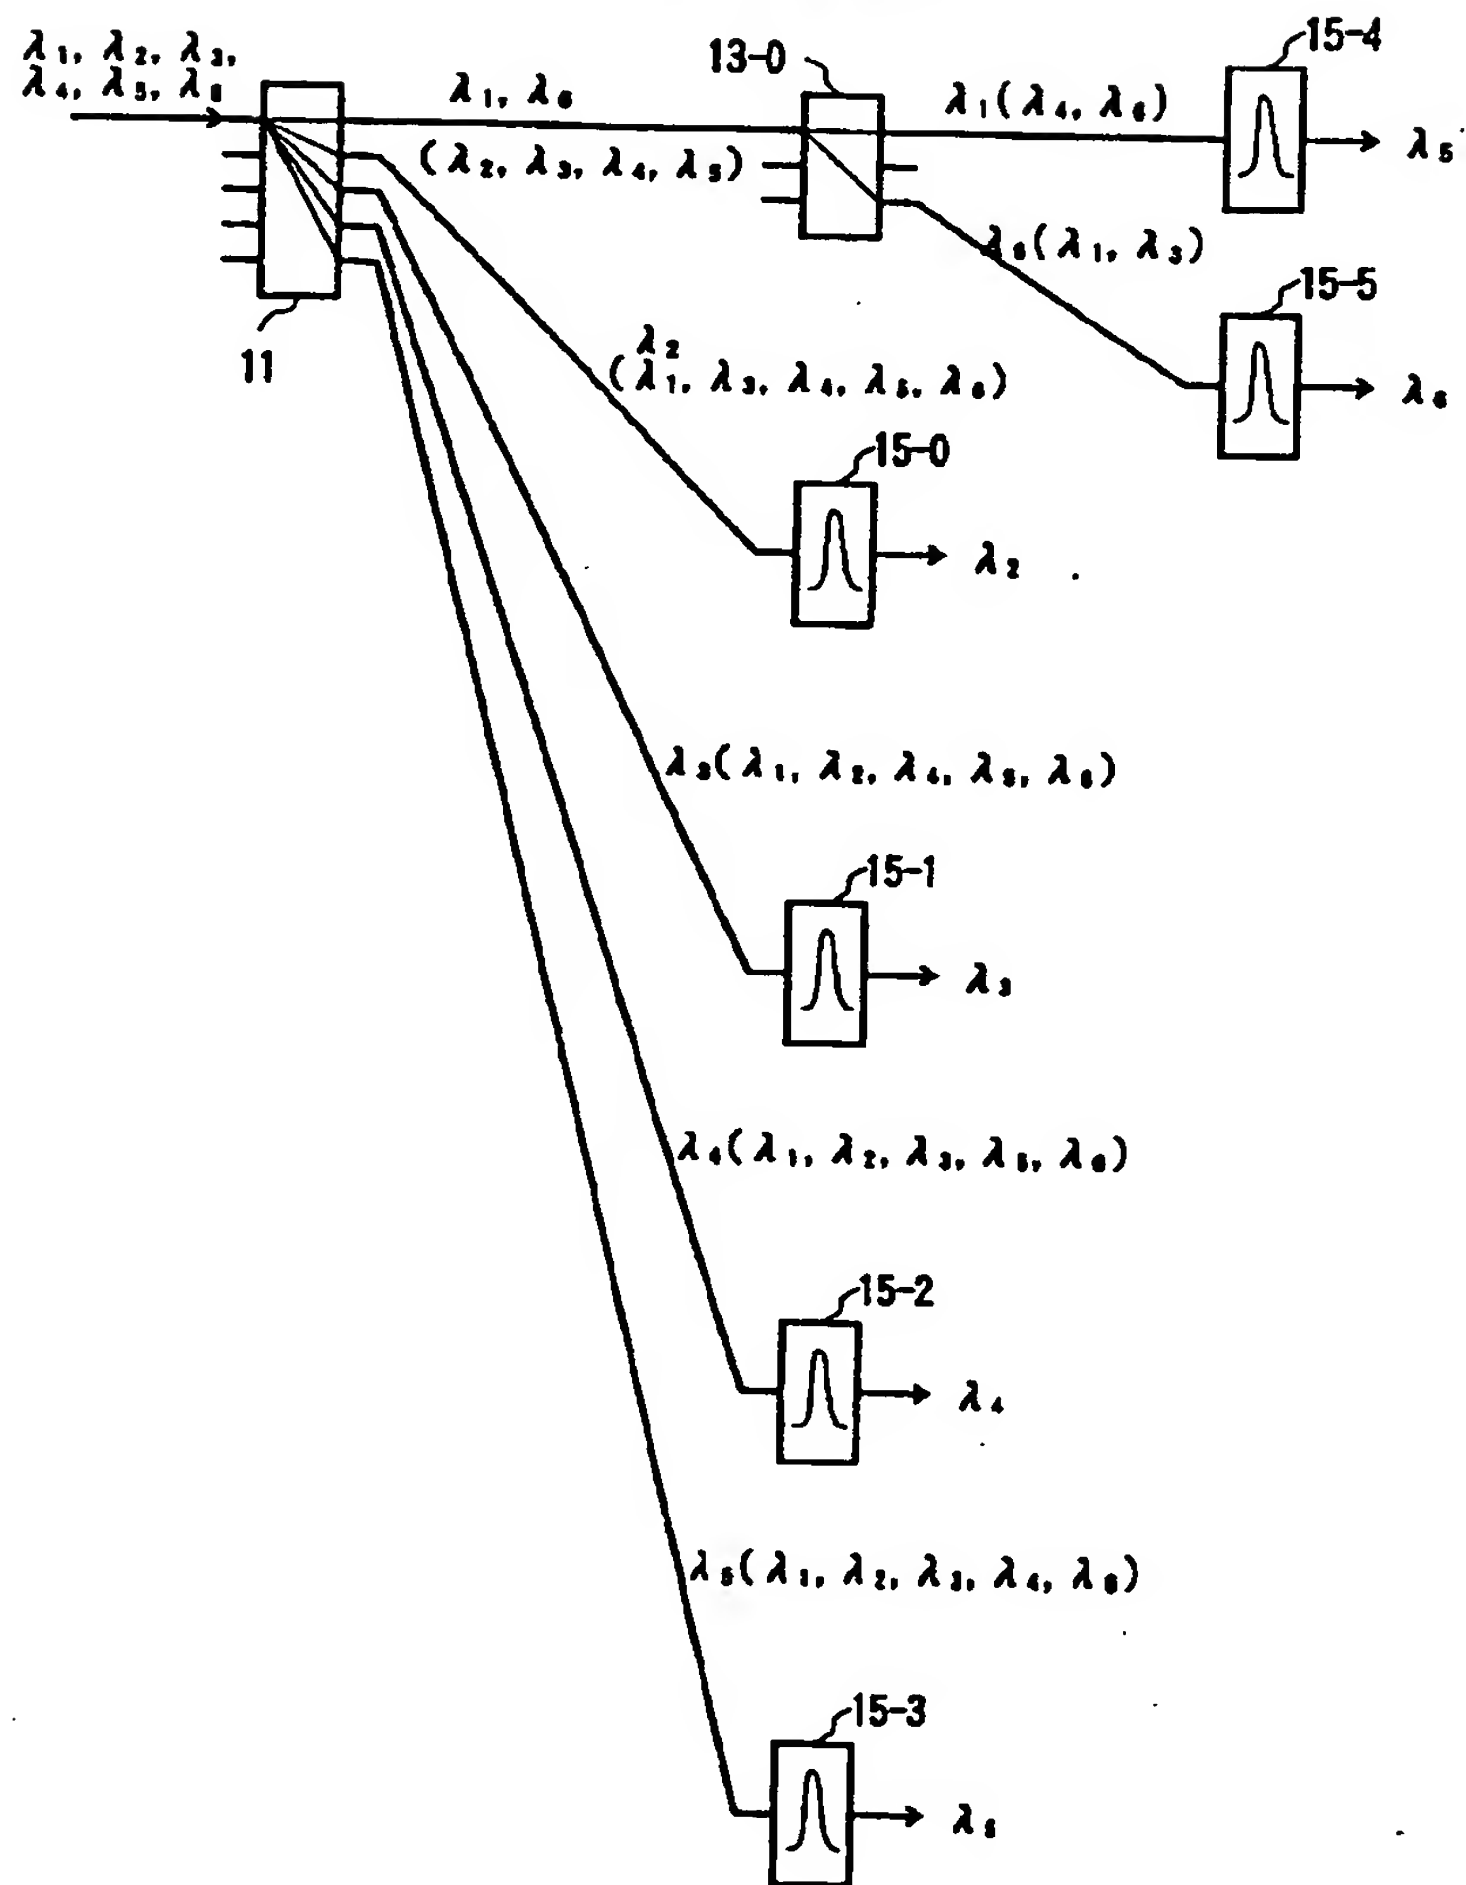 λ₁, λ₂, λ₃,
λ₄, λ₅, λ₆
λ₁, λ₆
(λ₂, λ₃, λ₄, λ₅)
13-0
λ₁(λ₄, λ₆)
15-4
λ₅
λ₆(λ₁, λ₃)
15-5
λ₆
11
λ₂
(λ₁, λ₃, λ₄, λ₅, λ₆)
15-0
λ₂
λ₃(λ₁, λ₂, λ₄, λ₅, λ₆)
15-1
λ₃
λ₄(λ₁, λ₂, λ₃, λ₅, λ₆)
15-2
λ₄
λ₅(λ₁, λ₂, λ₃, λ₄, λ₆)
15-3
λ₅